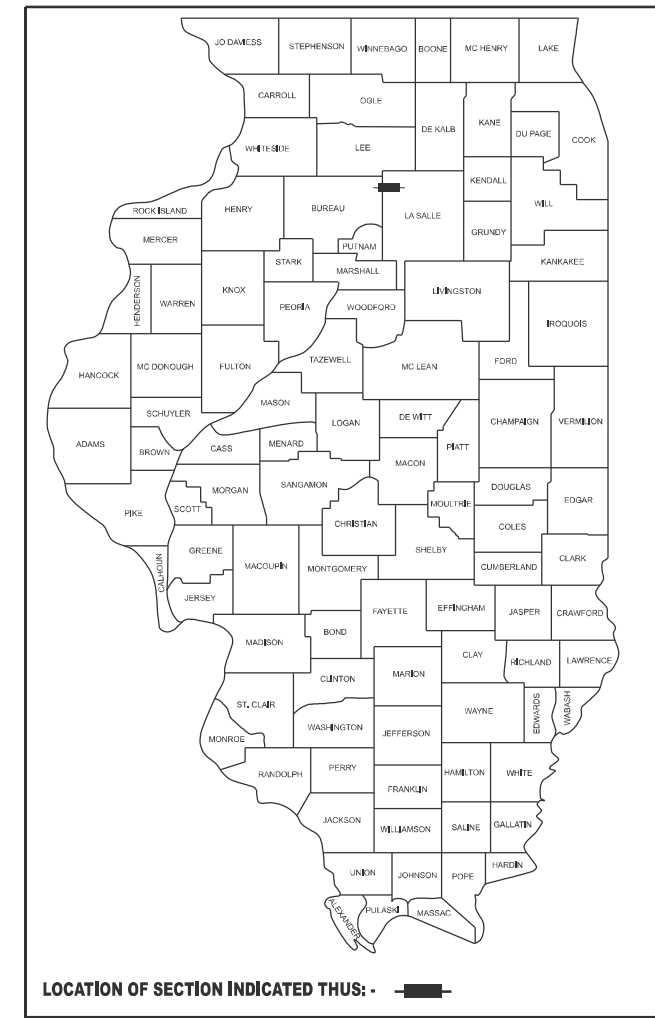 JO DAVIESS
STEPHENSON
WINNEBAGO
BOONE
MC HENRY
LAKE
CARROLL
OGLE
DE KALB
KANE
DU PAGE
COOK
WHITESIDE
LEE
KENDALL
WILL
ROCK ISLAND
HENRY
BUREAU
LA SALLE
GRUNDY
MERCER
PUTNAM
STARK
MARSHALL
KANKAKEE
HENDERSON
WARREN
KNOX
PEORIA
WOODFORD
LIVINGSTON
IROQUOIS
HANCOCK
MC DONOUGH
FULTON
TAZEWELL
MC LEAN
FORD
MASON
SCHUYLER
LOGAN
DE WITT
CHAMPAIGN
VERMILION
ADAMS
BROWN
CASS
MENARD
MACON
PIATT
PIKE
SCOTT
MORGAN
SANGAMON
CHRISTIAN
MOULTRIE
DOUGLAS
EDGAR
COLES
CALHOUN
GREENE
MACOUPIN
MONTGOMERY
SHELBY
CUMBERLAND
CLARK
JERSEY
FAYETTE
EFFINGHAM
JASPER
CRAWFORD
MADISON
BOND
CLAY
RICHLAND
LAWRENCE
CLINTON
MARION
ST. CLAIR
WAYNE
EDWARDS
WABASH
MONROE
WASHINGTON
JEFFERSON
RANDOLPH
PERRY
HAMILTON
WHITE
FRANKLIN
JACKSON
WILLIAMSON
SALINE
GALLATIN
UNION
JOHNSON
POPE
HARDIN
ALEXANDER
PULASKI
MASSAC
LOCATION OF SECTION INDICATED THUS: -